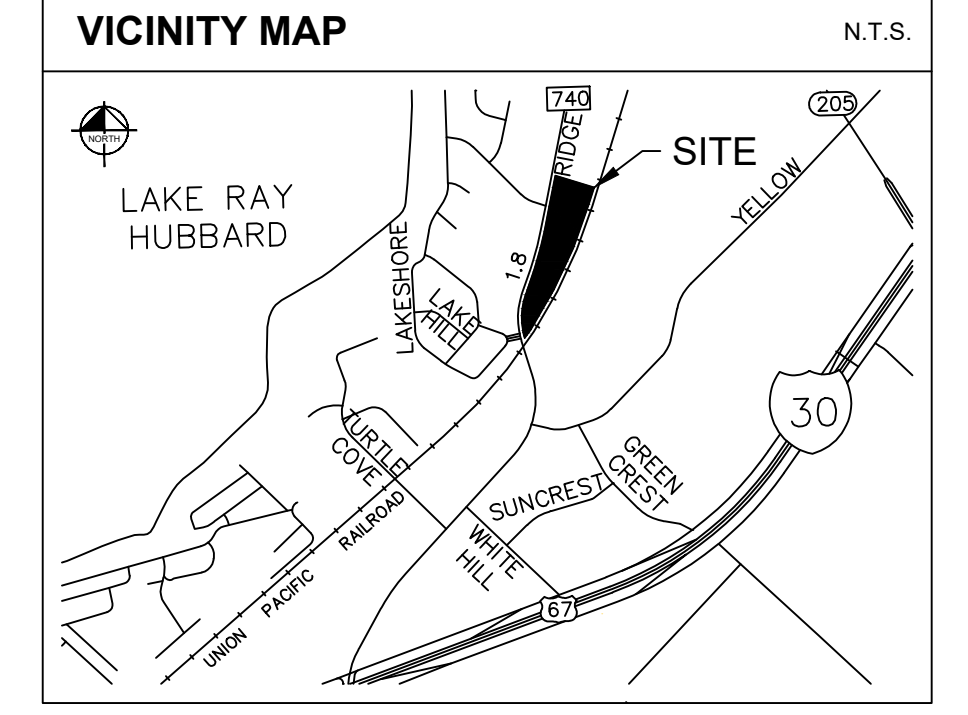 VICINITY MAP
N.T.S.
740
205
NORTH
RIDGE
SITE
LAKE RAY
HUBBARD
YELLOW
LAKESHORE
1.8
LAKE
HILL
30
TURTLE
COVE
GREEN
CREST
SUNCREST
RAILROAD
WHITE
HILL
PACIFIC
67
UNION